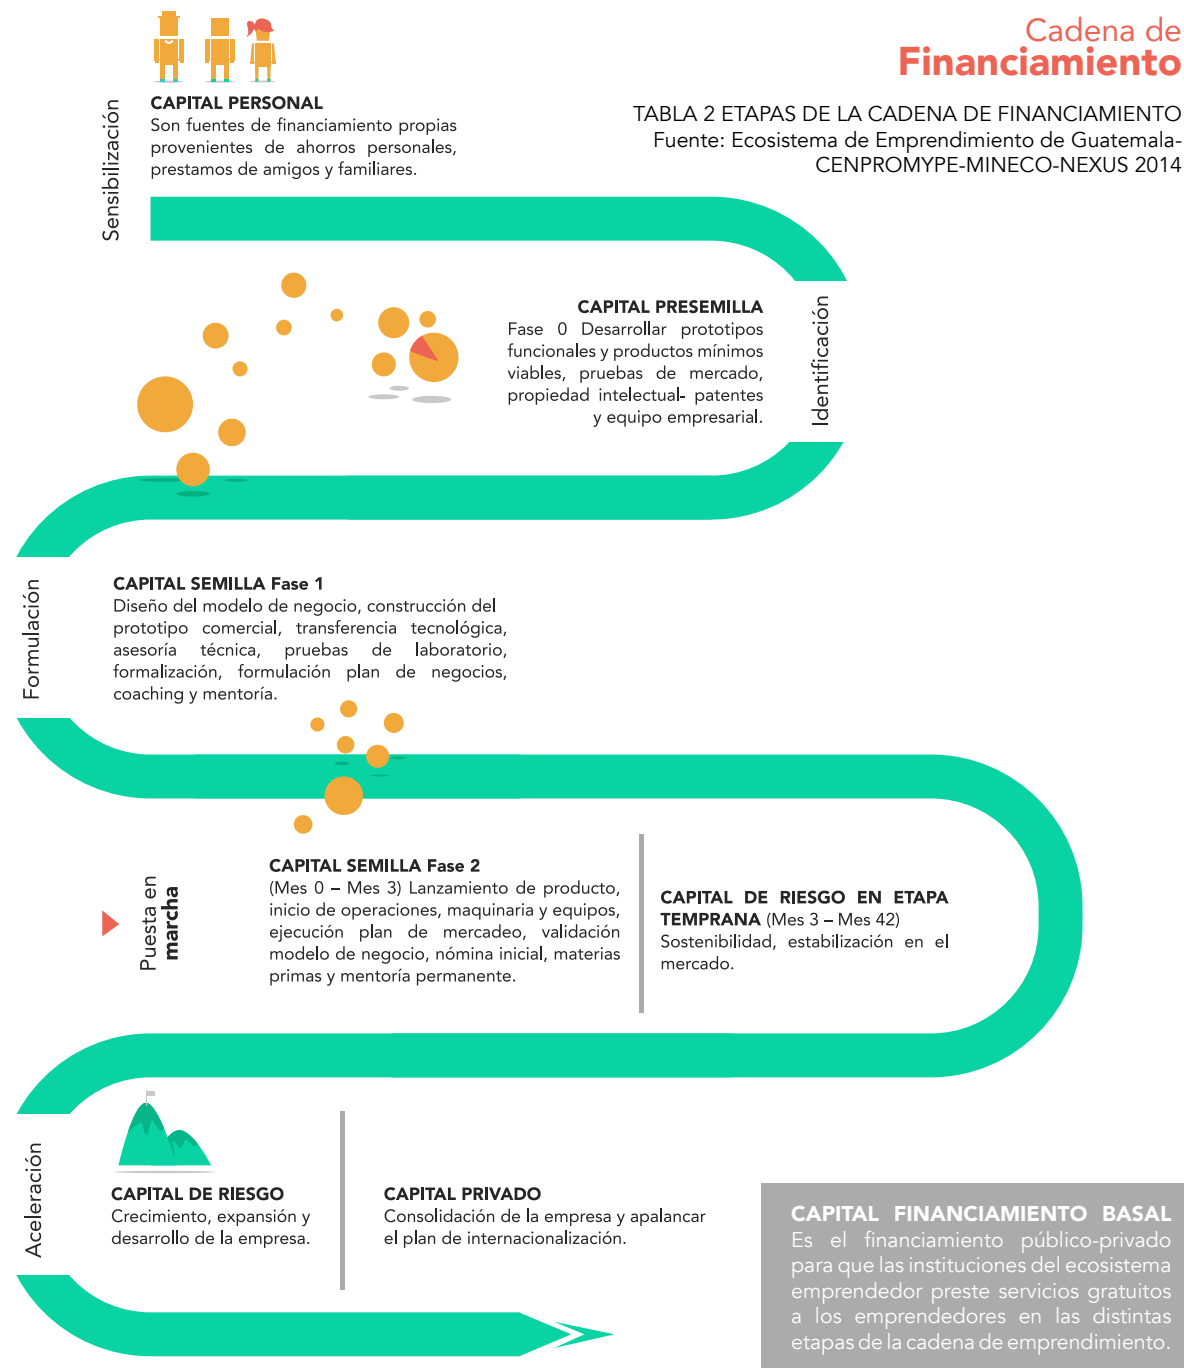 Cadena de
Financiamiento
TABLA 2 ETAPAS DE LA CADENA DE FINANCIAMIENTO
Fuente: Ecosistema de Emprendimiento de Guatemala-
CENPROMYPE-MINECO-NEXUS 2014
Sensibilización
CAPITAL PERSONAL
Son fuentes de financiamiento propias
provenientes de ahorros personales,
prestamos de amigos y familiares.
Identificación
CAPITAL PRESEMILLA
Fase 0 Desarrollar prototipos
funcionales y productos mínimos
viables, pruebas de mercado,
propiedad intelectual- patentes
y equipo empresarial.
Formulación
CAPITAL SEMILLA Fase 1
Diseño del modelo de negocio, construcción del
prototipo comercial, transferencia tecnológica,
asesoría técnica, pruebas de laboratorio,
formalización, formulación plan de negocios,
coaching y mentoría.
Puesta en
marcha
CAPITAL SEMILLA Fase 2
(Mes 0 – Mes 3) Lanzamiento de producto,
inicio de operaciones, maquinaria y equipos,
ejecución plan de mercadeo, validación
modelo de negocio, nómina inicial, materias
primas y mentoría permanente.
CAPITAL DE RIESGO EN ETAPA
TEMPRANA (Mes 3 – Mes 42)
Sostenibilidad, estabilización en el
mercado.
Aceleración
CAPITAL DE RIESGO
Crecimiento, expansión y
desarrollo de la empresa.
CAPITAL PRIVADO
Consolidación de la empresa y apalancar
el plan de internacionalización.
CAPITAL FINANCIAMIENTO BASAL
Es el financiamiento público-privado
para que las instituciones del ecosistema
emprendedor preste servicios gratuitos
a los emprendedores en las distintas
etapas de la cadena de emprendimiento.